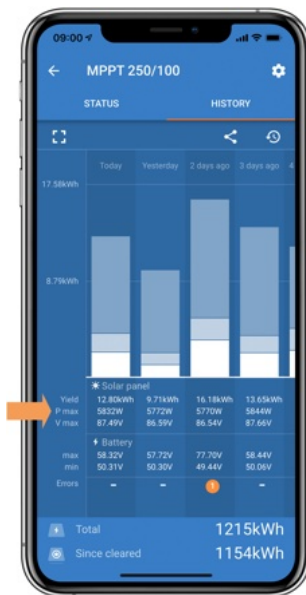 09:00
MPPT 250/100
STATUS HISTORY
Today Yesterday 2 days ago 3 days ago 4
17.58kWh
8.79kWh
Solar panel
Yield 12.80kWh 9.71kWh 16.18kWh 13.65kWh
P max 5832W 5772W 5770W 5844W
V max 87.49V 86.59V 86.54V 87.66V
Battery
max 58.32V 57.72V 77.70V 58.44V
min 50.31V 50.30V 49.44V 50.06V
Errors – – 1 –
Total 1215kWh
Since cleared 1154kWh